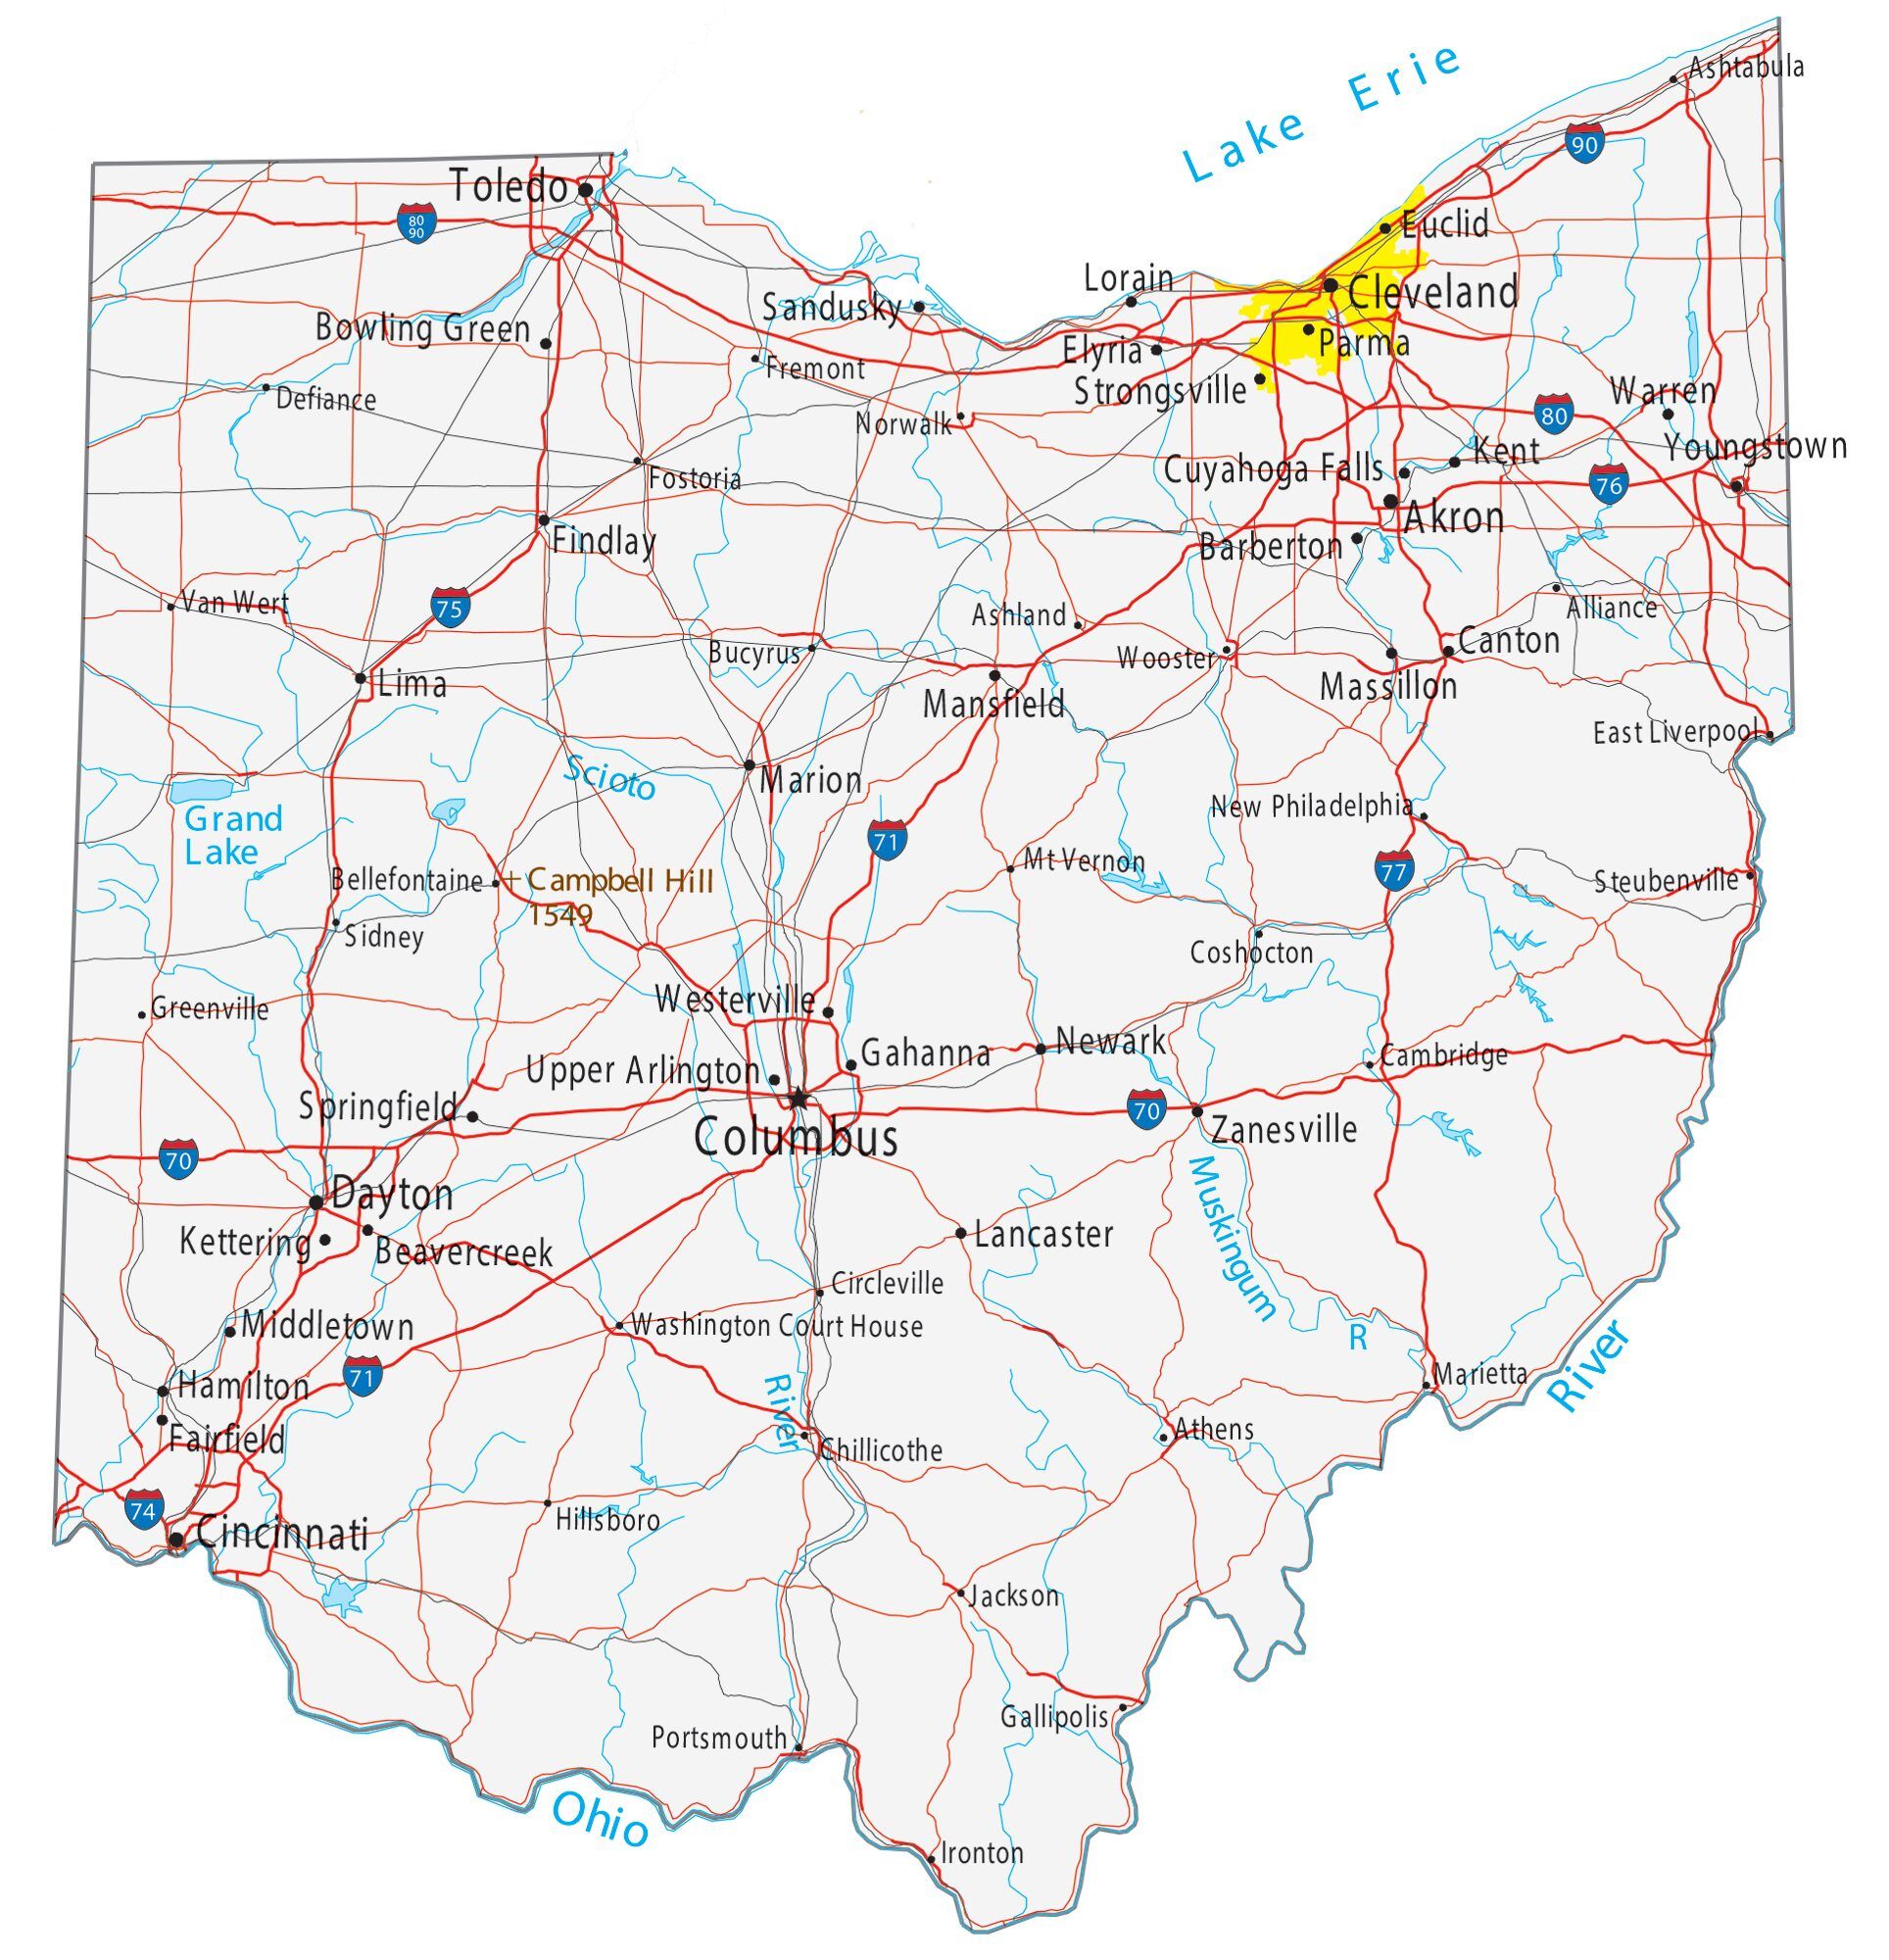 Lake Erie
Ashtabula
90
Toledo
80
90
Euclid
Lorain
Cleveland
Sandusky
Bowling Green
Parma
Elyria
Fremont
Strongsville
Defiance
Warren
80
Norwalk
Youngstown
Kent
Cuyahoga Falls
Fostoria
76
Akron
Findlay
Barberton
Van Wert
75
Ashland
Alliance
Canton
Bucyrus
Wooster
Lima
Massillon
Mansfield
East Liverpool
Scioto
Marion
Grand
Lake
New Philadelphia
71
Mt Vernon
77
Bellefontaine
Campbell Hill
1549
Steubenville
Sidney
Coshocton
Westerville
Greenville
Newark
Gahanna
Cambridge
Upper Arlington
Springfield
70
Zanesville
Columbus
70
Dayton
Muskingum
R
Lancaster
Kettering
Beavercreek
Circleville
Middletown
Washington Court House
71
Marietta
Hamilton
River
River
Athens
Fairfield
Chillicothe
74
Hillsboro
Cincinnati
Jackson
Gallipolis
Portsmouth
Ohio
Ironton